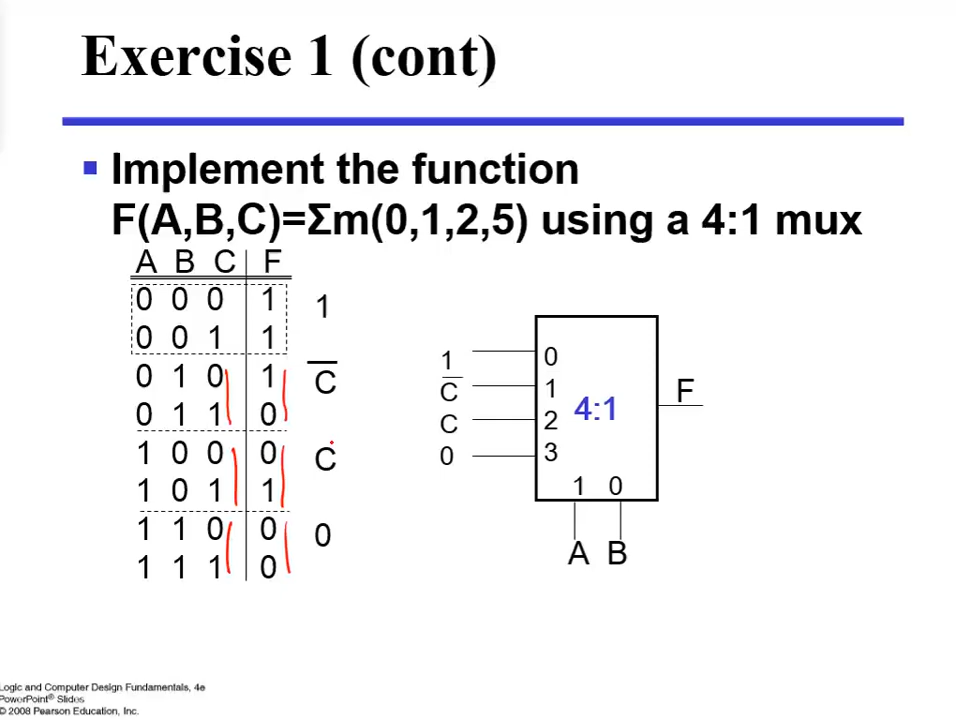 Exercise 1 (cont)
Implement the function
F(A,B,C)=Σm(0,1,2,5) using a 4:1 mux
A B C F
0 0 0 1 1
0 0 1 1
0 1 0 1 C̅
0 1 1 0
1 0 0 0 C
1 0 1 1
1 1 0 0 0
1 1 1 0
1 0
C̅ 1
C 2
0 3
4:1
F
1 0
A B
Logic and Computer Design Fundamentals, 4e
PowerPoint® Slides
© 2008 Pearson Education, Inc.